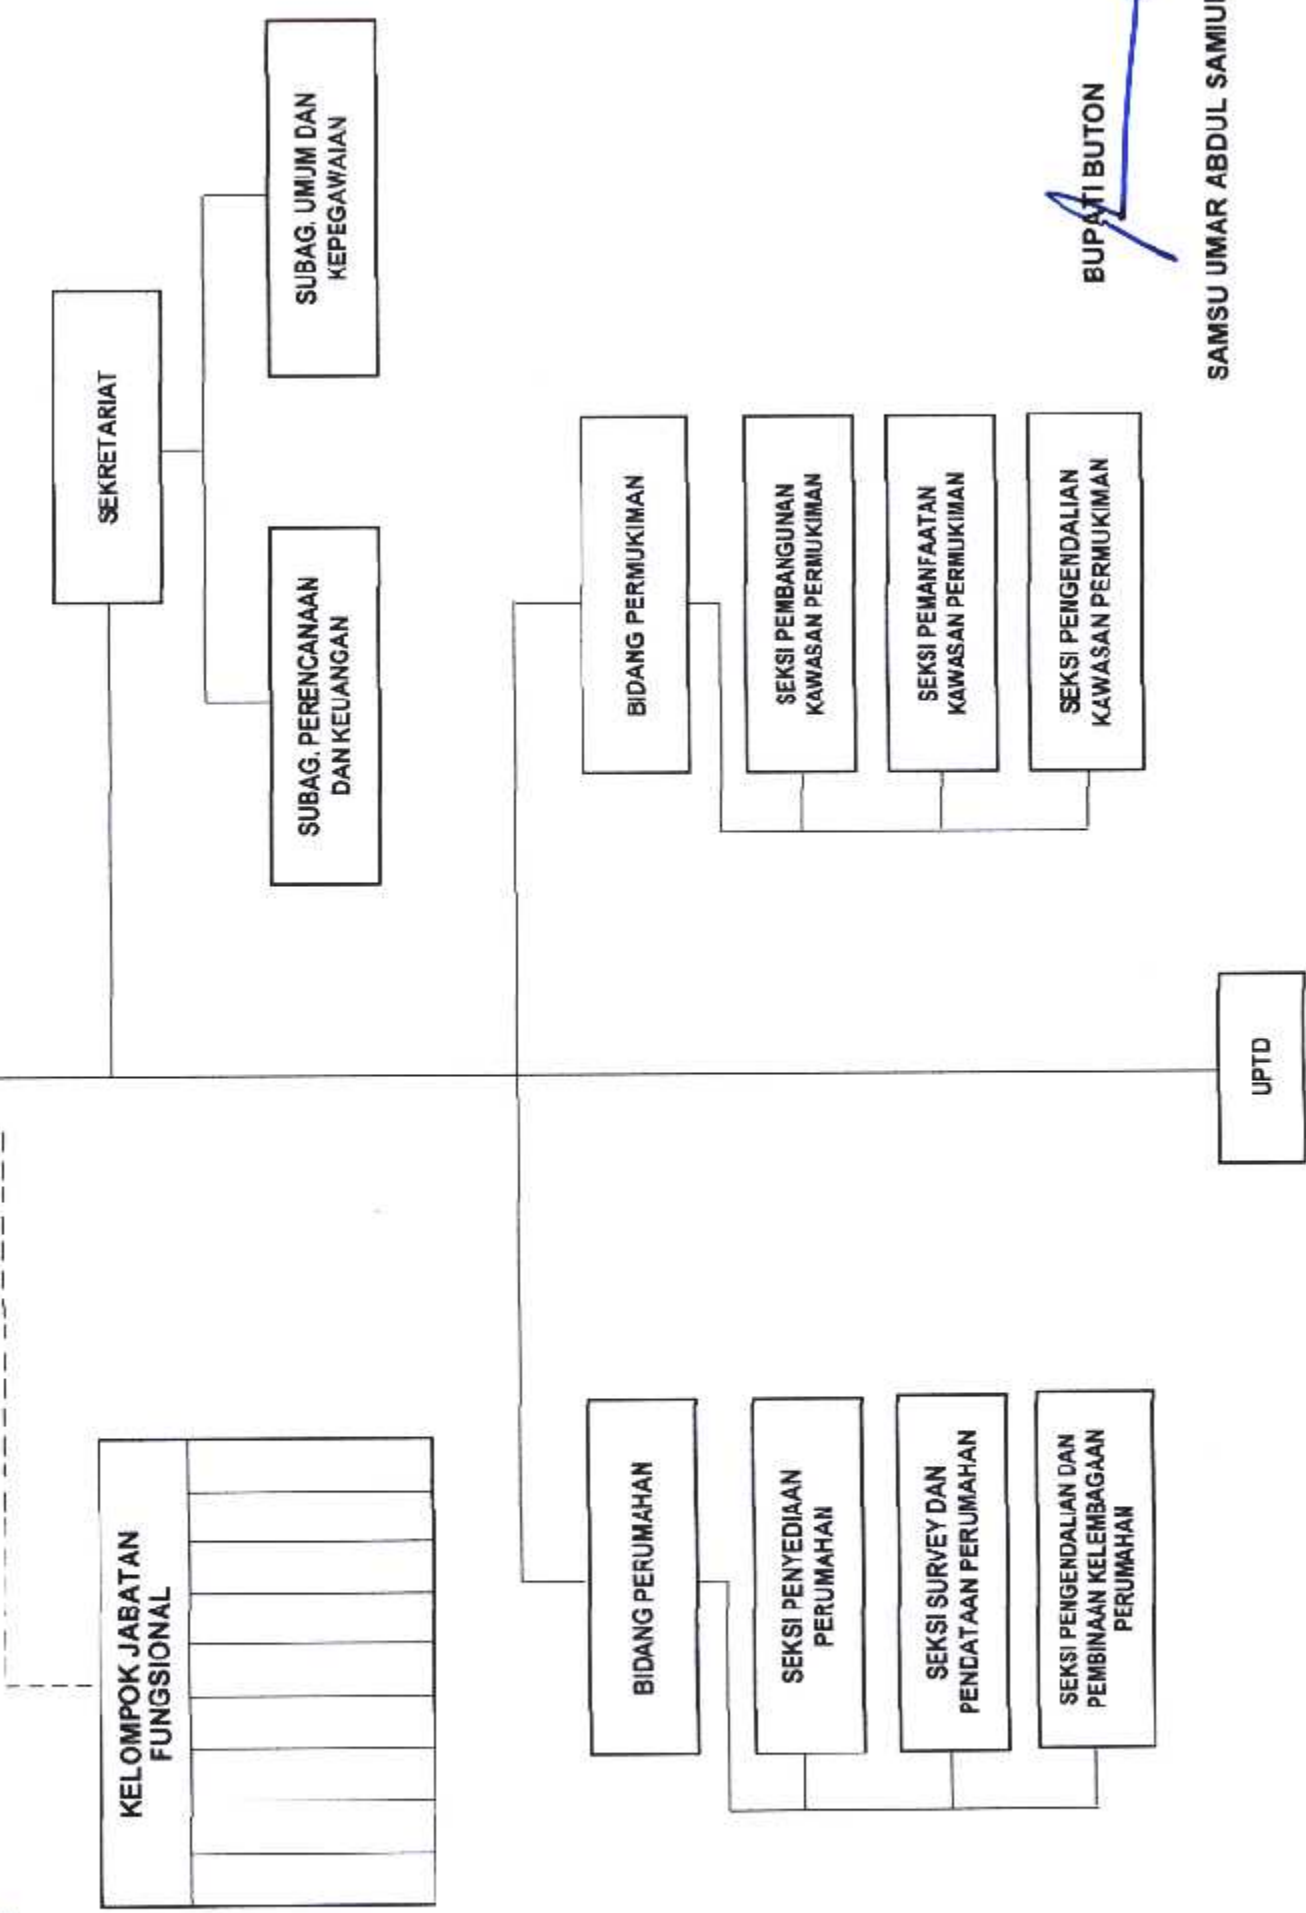 SEKRETARIAT
KELOMPOK JABATAN
FUNGSIONAL
SUBAG. PERENCANAAN
DAN KEUANGAN
SUBAG. UMUM DAN
KEPEGAWAIAN
BIDANG PERUMAHAN
SEKSI PENYEDIAAN
PERUMAHAN
SEKSI SURVEY DAN
PENDATAAN PERUMAHAN
SEKSI PENGENDALIAN DAN
PEMBINAAN KELEMBAGAAN
PERUMAHAN
BIDANG PERMUKIMAN
SEKSI PEMBANGUNAN
KAWASAN PERMUKIMAN
SEKSI PEMANFAATAN
KAWASAN PERMUKIMAN
SEKSI PENGENDALIAN
KAWASAN PERMUKIMAN
UPTD
BUPATI BUTON
SAMSU UMAR ABDUL